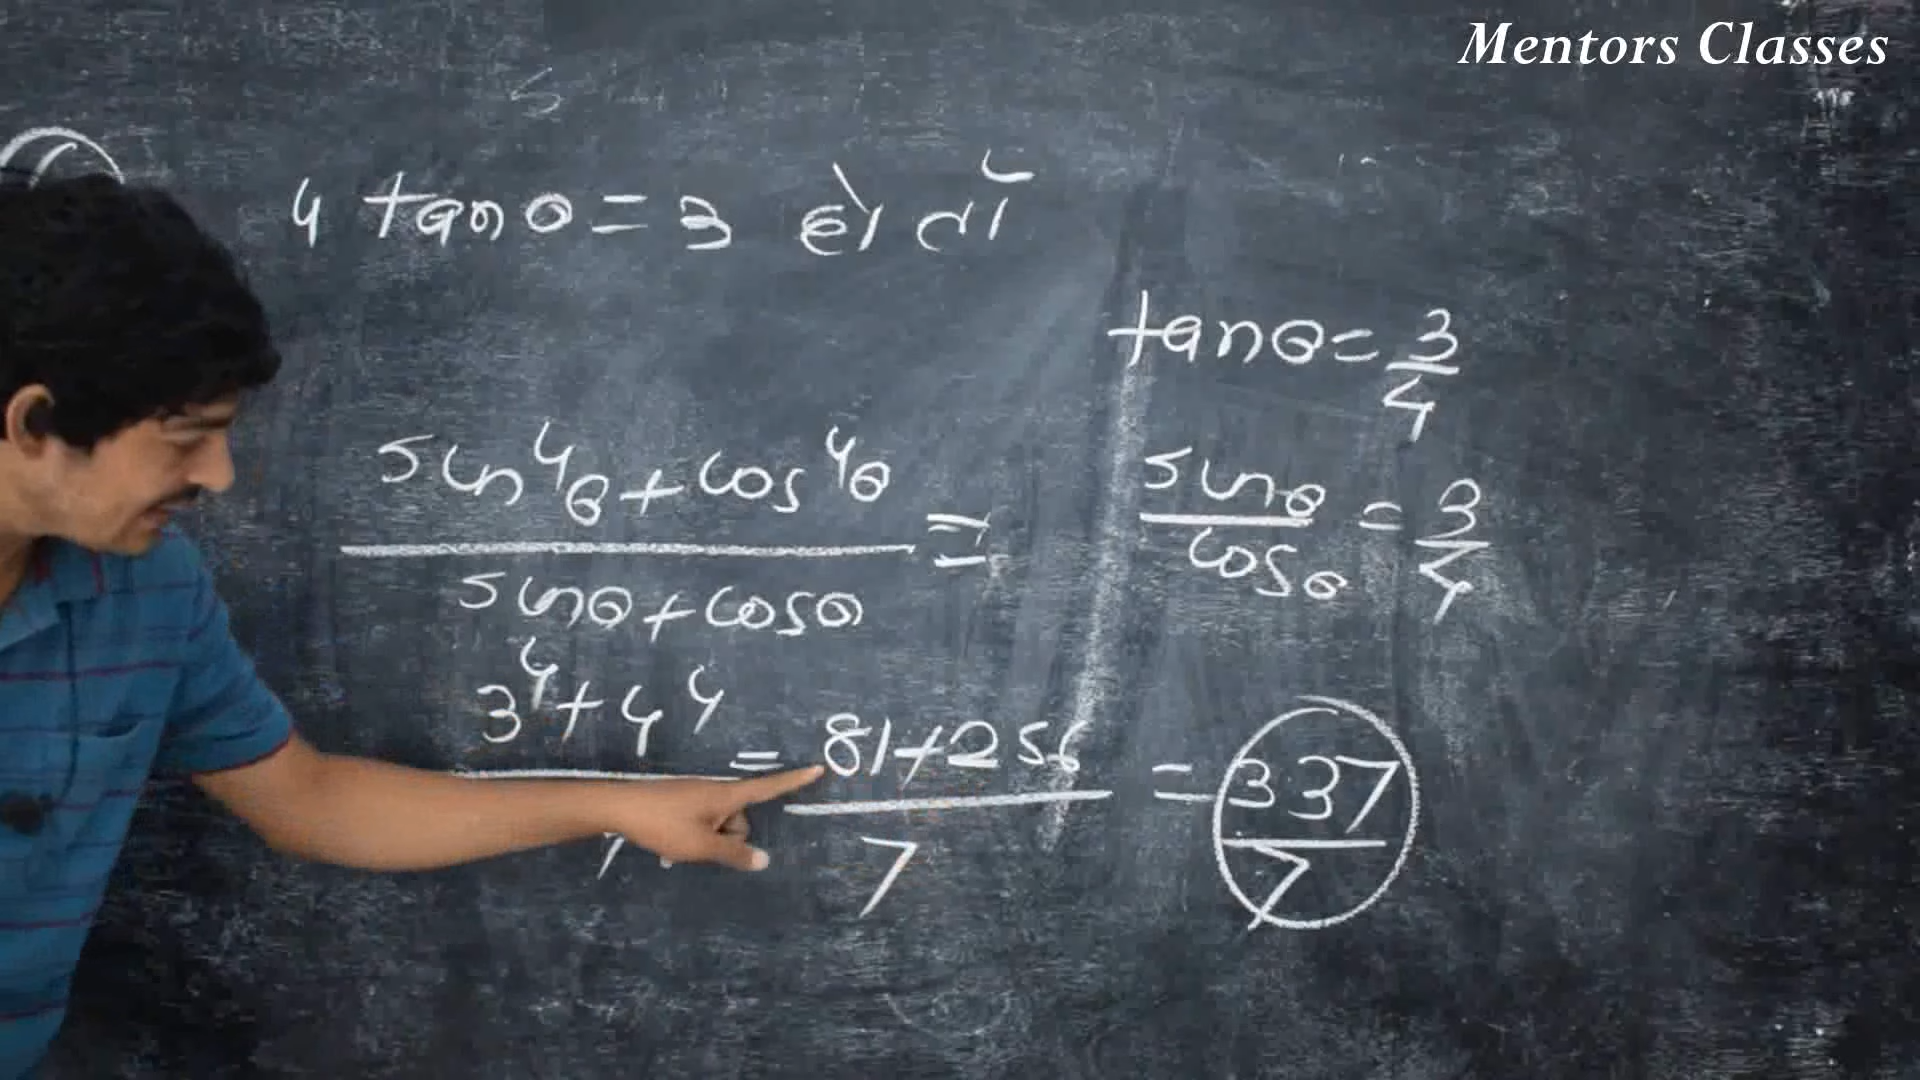 Mentors Classes
4 tanθ = 3 हो तों
tanθ = 3/4
sin⁴θ + cos⁴θ / sinθ + cosθ =
sinθ/cosθ = 3/4
3⁴ + 4⁴ / 7 = 81 + 256 / 7 = 337/7